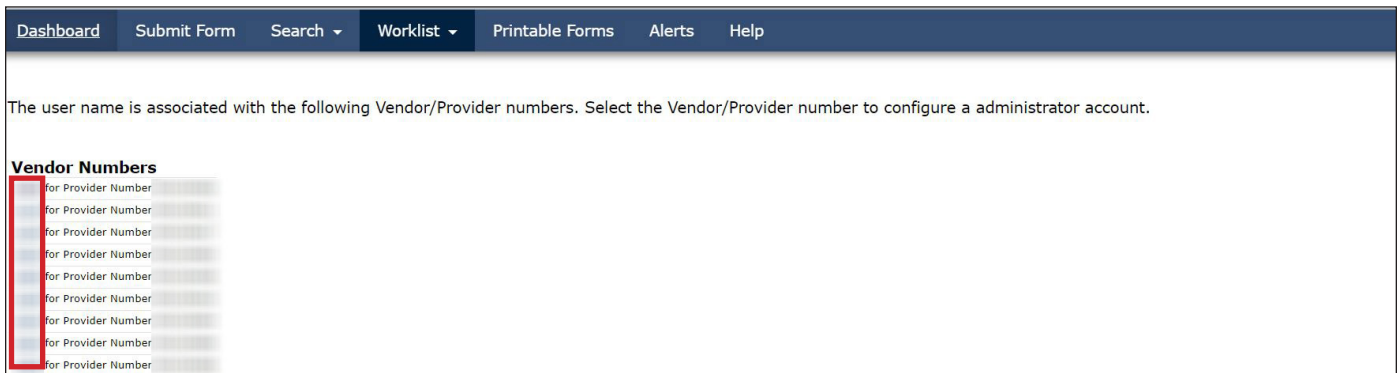 Dashboard Submit Form Search Worklist Printable Forms Alerts Help
The user name is associated with the following Vendor/Provider numbers. Select the Vendor/Provider number to configure a administrator account.
Vendor Numbers
for Provider Number
for Provider Number
for Provider Number
for Provider Number
for Provider Number
for Provider Number
for Provider Number
for Provider Number
for Provider Number